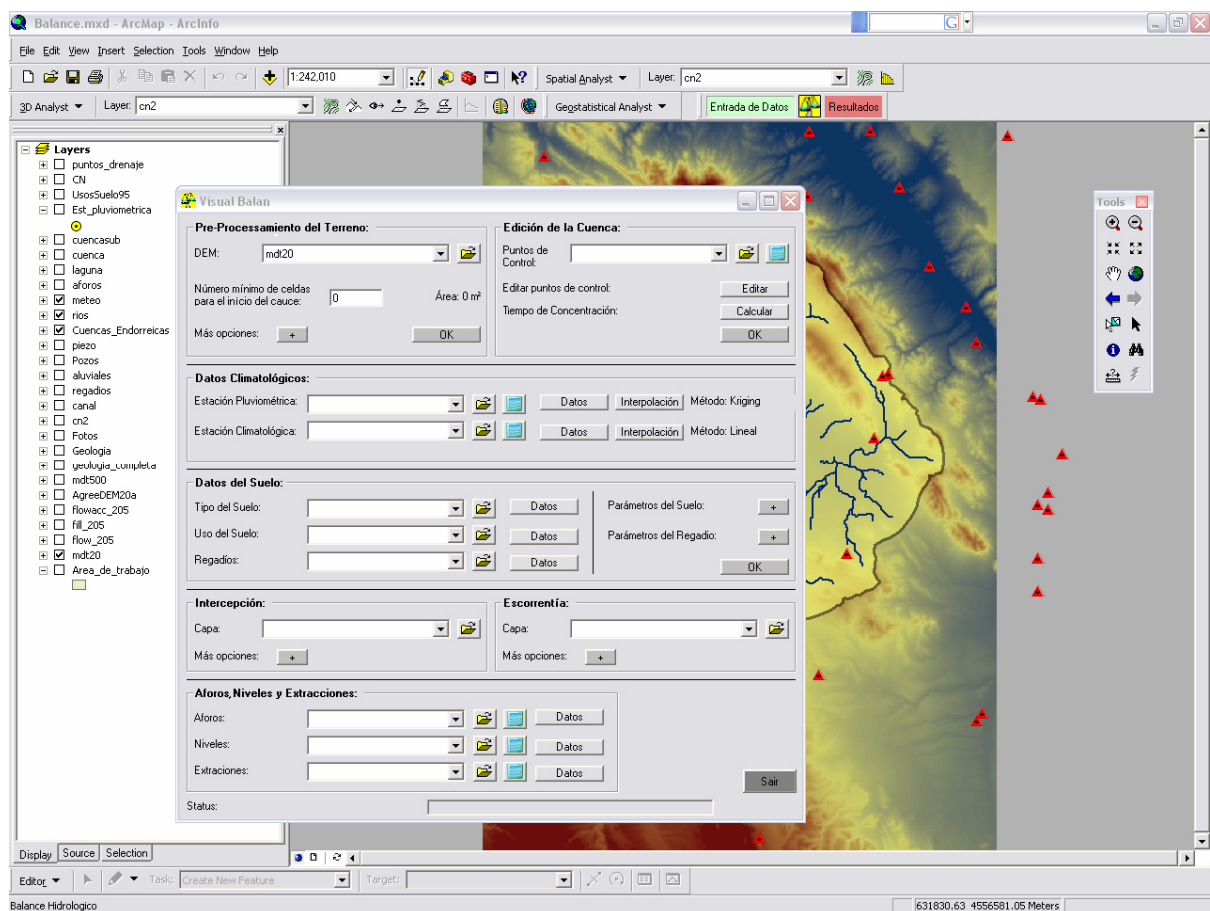 Balance.mxd - ArcMap - ArcInfo
G
File Edit View Insert Selection Tools Window Help
1:242,010
Spatial Analyst
Layer: cn2
3D Analyst
Layer: cn2
Geostatistical Analyst
Entrada de Datos
Resultados
Layers
puntos_drenaje
CN
UsosSuelo95
Est_pluviometrica
cuencasub
cuenca
laguna
aforos
meteo
rios
Cuencas_Endorreicas
piezo
Pozos
aluviales
regadios
canal
cn2
Fotos
Geologia
geologia_completa
mdt500
AgreeDEM20a
flowacc_205
fill_205
flow_205
mdt20
Area_de_trabajo
Display Source Selection
Visual Balan
Pre-Processamiento del Terreno:
DEM: mdt20
Número mínimo de celdas
para el inicio del cauce: 0 Área: 0 m²
Más opciones: + OK
Edición de la Cuenca:
Puntos de
Control:
Editar puntos de control: Editar
Tiempo de Concentración: Calcular
OK
Datos Climatológicos:
Estación Pluviométrica: Datos Interpolación Método: Kriging
Estación Climatológica: Datos Interpolación Método: Lineal
Datos del Suelo:
Tipo del Suelo: Datos
Uso del Suelo: Datos
Regadíos: Datos
Parámetros del Suelo: +
Parámetros del Regadio: +
OK
Intercepción:
Capa:
Más opciones: +
Escorrentía:
Capa:
Más opciones: +
Aforos,Niveles y Extracciones:
Aforos: Datos
Niveles: Datos
Extraciones: Datos
Sair
Status:
Tools
Editor Task: Create New Feature Target:
Balance Hidrologico 631830.63 4556581.05 Meters